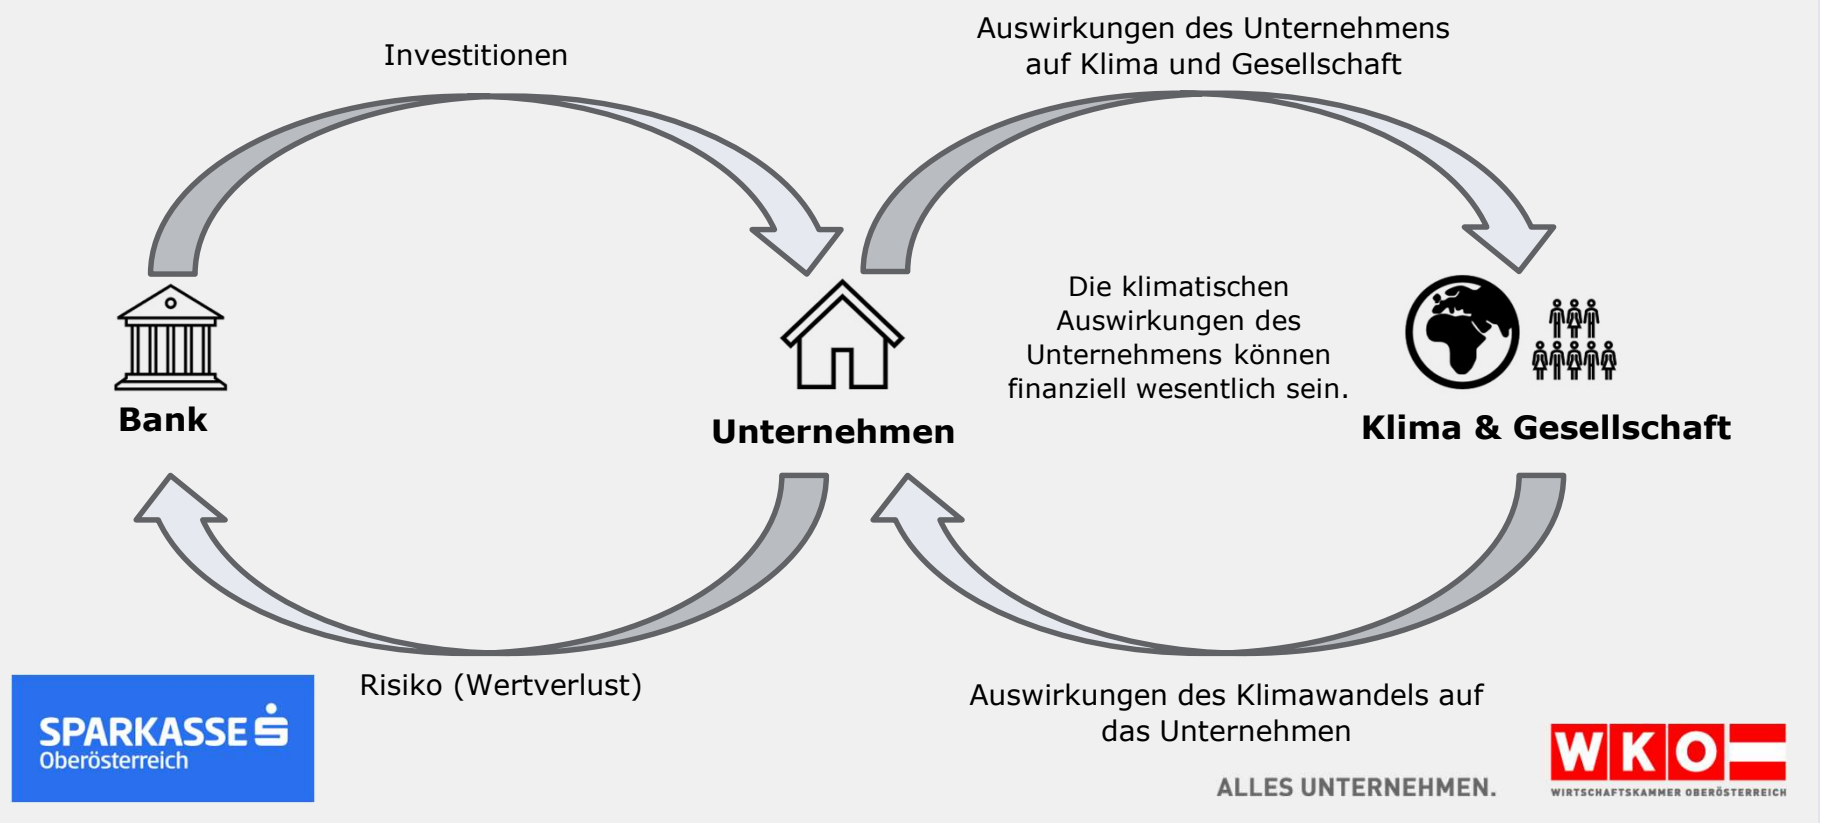 Investitionen
Auswirkungen des Unternehmens
auf Klima und Gesellschaft
Die klimatischen
Auswirkungen des
Unternehmens können
finanziell wesentlich sein.
Bank
Unternehmen
Klima & Gesellschaft
Risiko (Wertverlust)
Auswirkungen des Klimawandels auf
das Unternehmen
SPARKASSE
Oberösterreich
ALLES UNTERNEHMEN.
WKO
WIRTSCHAFTSKAMMER OBERÖSTERREICH